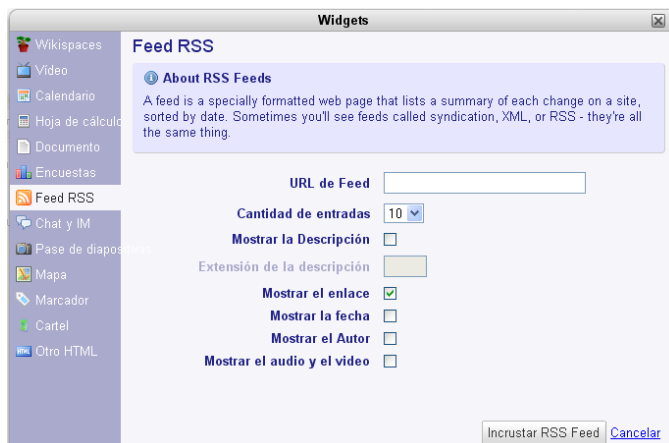 Widgets
Wikispaces
Vídeo
Calendario
Hoja de cálculo
Documento
Encuestas
Feed RSS
Chat y IM
Pase de diapositivas
Mapa
Marcador
Cartel
Otro HTML
Feed RSS
About RSS Feeds
A feed is a specially formatted web page that lists a summary of each change on a site,
sorted by date. Sometimes you'll see feeds called syndication, XML, or RSS - they're all
the same thing.
URL de Feed
Cantidad de entradas 10
Mostrar la Descripción
Extensión de la descripción
Mostrar el enlace
Mostrar la fecha
Mostrar el Autor
Mostrar el audio y el video
Incrustar RSS Feed Cancelar